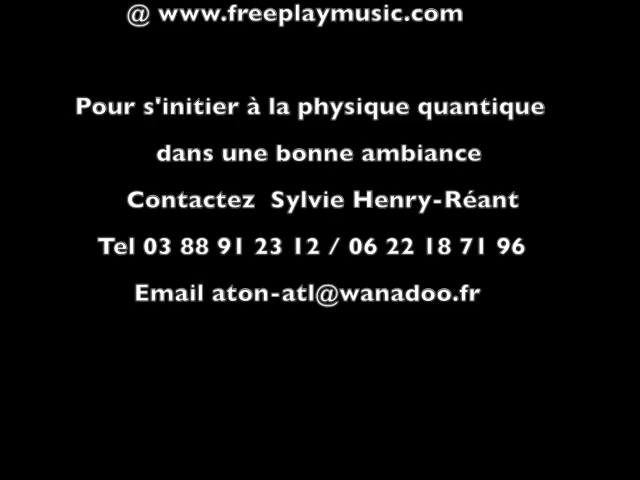 @ www.freeplaymusic.com
Pour s'initier à la physique quantique
dans une bonne ambiance
Contactez  Sylvie Henry-Réant
Tel 03 88 91 23 12 / 06 22 18 71 96
Email aton-atl@wanadoo.fr